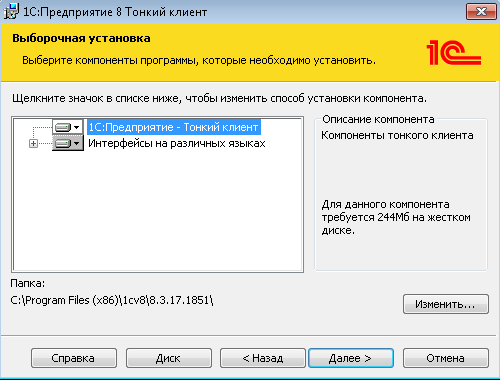 1С:Предприятие 8 Тонкий клиент
Выборочная установка
Выберите компоненты программы, которые необходимо установить.
1С
Щелкните значок в списке ниже, чтобы изменить способ установки компонента.
1С:Предприятие - Тонкий клиент
Интерфейсы на различных языках
Описание компонента
Компоненты тонкого клиента
Для данного компонента
требуется 244Мб на жестком
диске.
Папка:
C:\Program Files (x86)\1cv8\8.3.17.1851\
Изменить...
Справка
Диск
< Назад
Далее >
Отмена